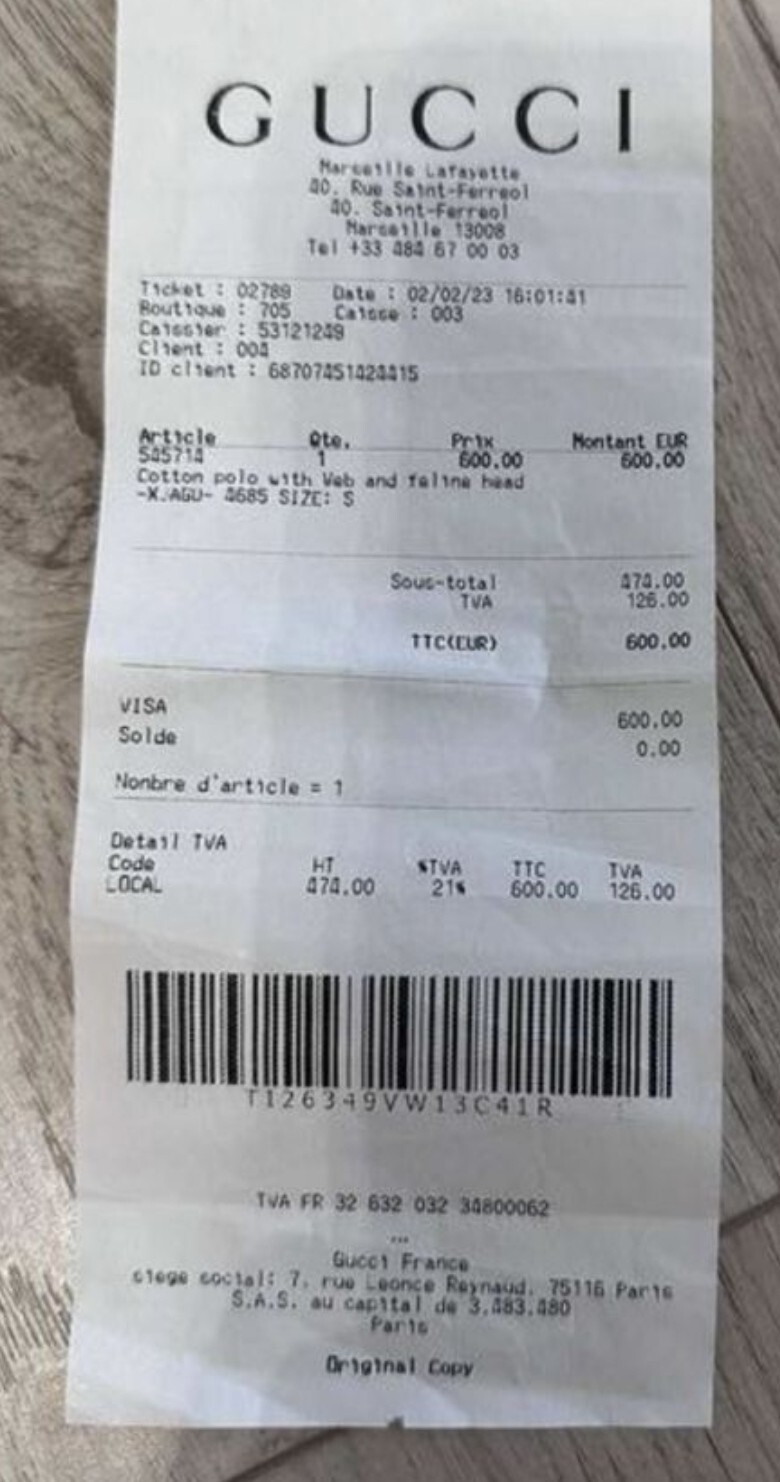 GUCCI
Marseille Lafayette
40. Rue Saint-Ferreol
40. Saint-Ferreol
Marseille 13008
Tel +33 484 67 00 03
Ticket : 02789 Date : 02/02/23 16:01:41
Boutique : 705 Caisse : 003
Caissier : 53121249
Client : 004
ID client : 68707451424415
Article Qte. Prix Montant EUR
545714 1 600.00 600.00
Cotton polo with Web and feline head
-X.AGU- 4685 SIZE: S
Sous-total 474.00
TVA 126.00
TTC(EUR) 600.00
VISA 600.00
Solde 0.00
Nonbre d'article = 1
Detail TVA
Code HT %TVA TTC TVA
LOCAL 474.00 21% 600.00 126.00
T126349VW13C41R
TVA FR 32 632 032 34800062
...
Gucci France
siege social: 7. rue Leonce Reynaud. 75116 Paris
S.A.S. au capital de 3.483.480
Paris
Original Copy